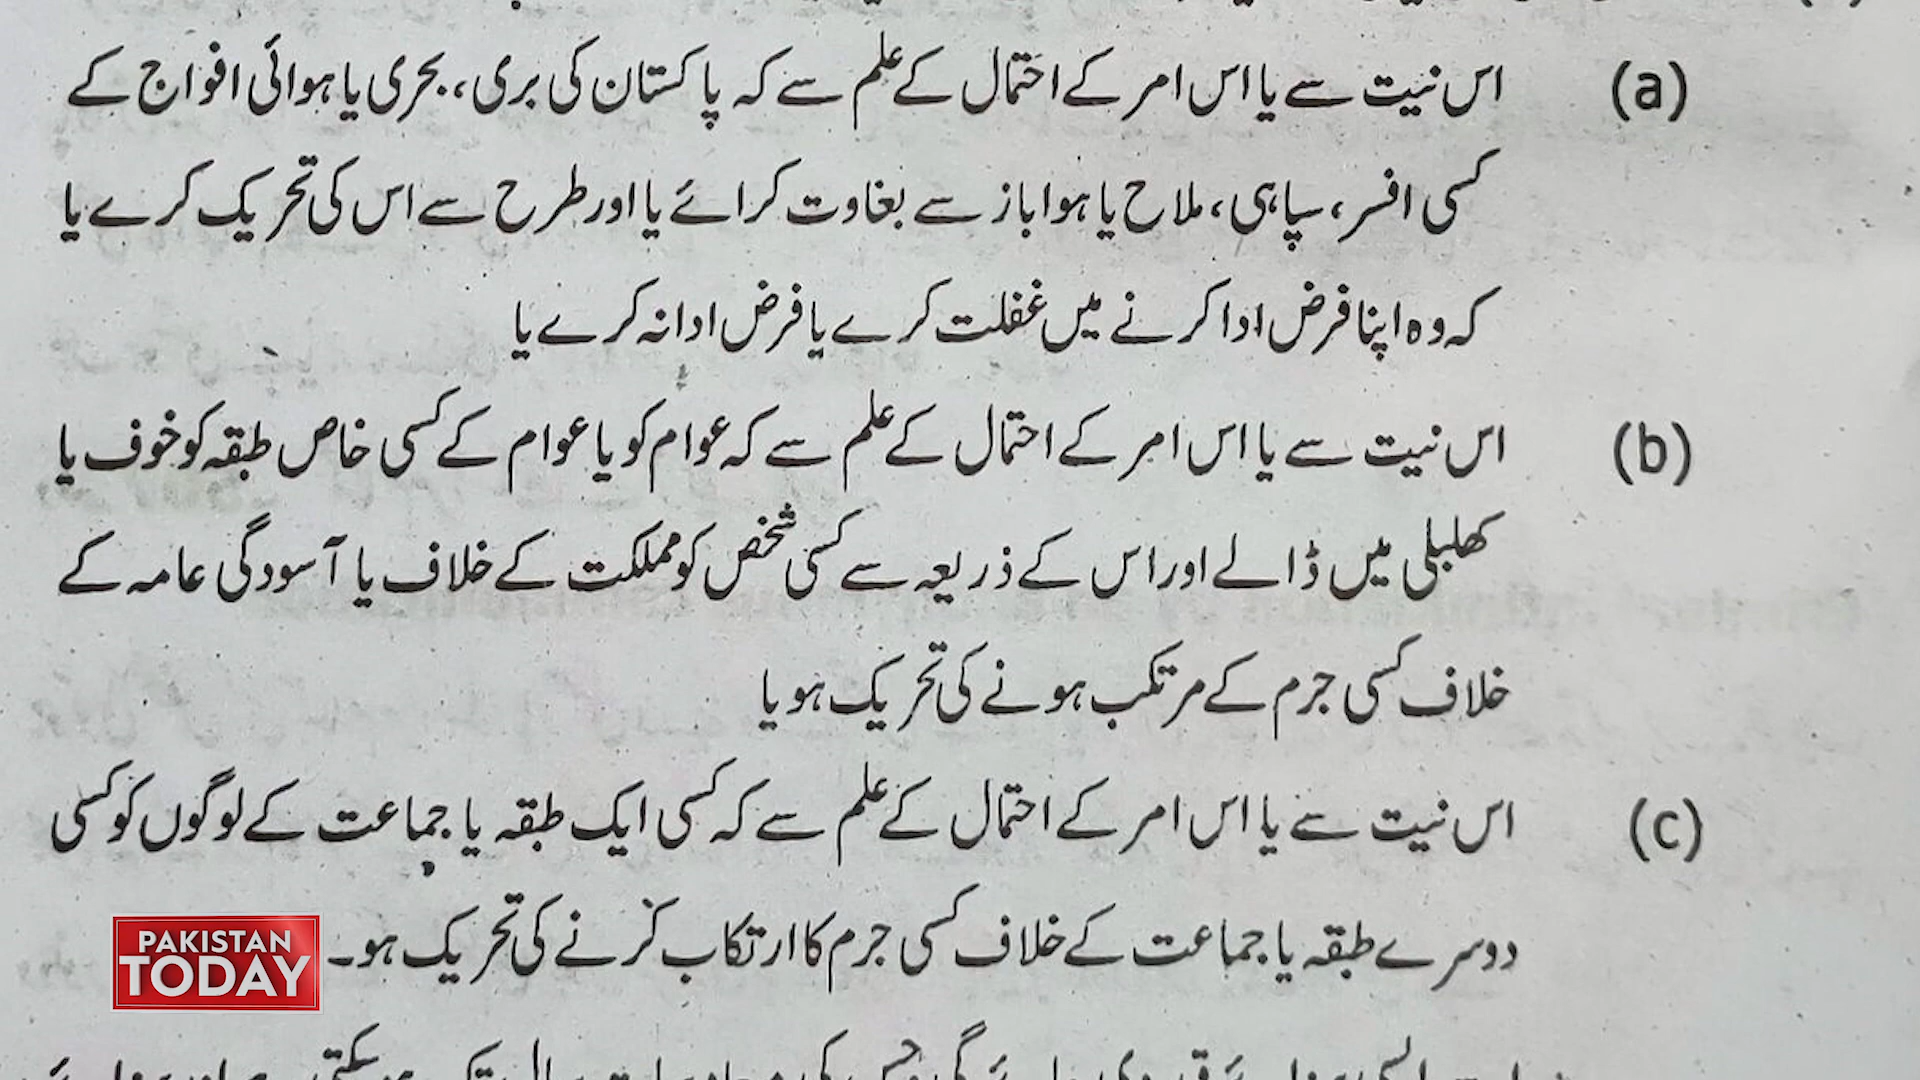 (a) اس نیت سے یا اس امر کے احتمال کے علم سے کہ پاکستان کی بری، بحری یا ہوائی افواج کے
کسی افسر، سپاہی، ملاح یا ہوا باز سے بغاوت کرائے یا اور طرح سے اس کی تحریک کرے یا
کہ وہ اپنا فرض ادا کرنے میں غفلت کرے یا فرض ادا نہ کرے یا
(b) اس نیت سے یا اس امر کے احتمال کے علم سے کہ عوام کو یا عوام کے کسی خاص طبقہ کو خوف یا
کھلبلی میں ڈالے اور اس کے ذریعہ سے کسی شخص کو مملکت کے خلاف یا آسودگی عامہ کے
خلاف کسی جرم کے مرتکب ہونے کی تحریک ہو یا
(c) اس نیت سے یا اس امر کے احتمال کے علم سے کہ کسی ایک طبقہ یا جماعت کے لوگوں کو کسی
دوسرے طبقہ یا جماعت کے خلاف کسی جرم کا ارتکاب کرنے کی تحریک ہو۔
PAKISTAN
TODAY